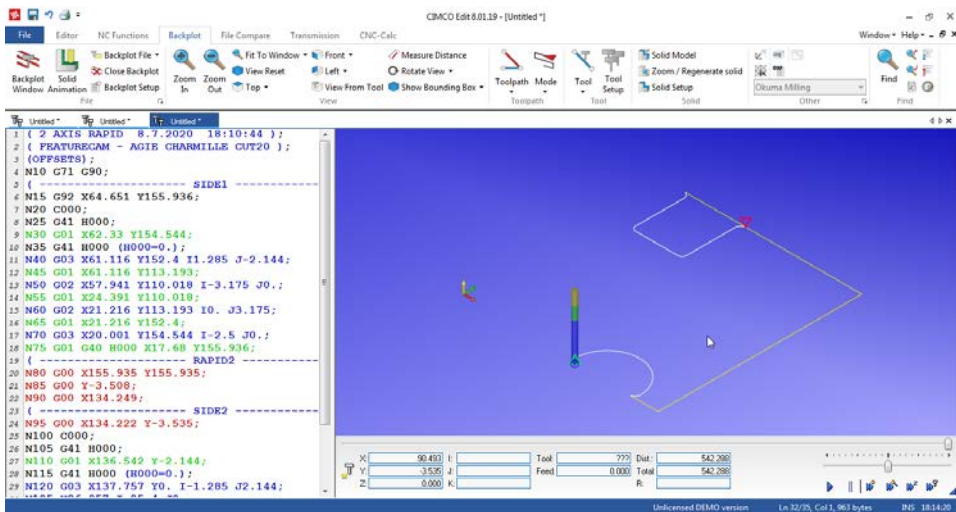 CIMCO Edit 8.01.19 - [Untitled *]
File Editor NC Functions Backplot File Compare Transmission CNC-Calc Window Help
Backplot Window
Solid Animation
Backplot File
Close Backplot
Backplot Setup
File
Zoom In
Zoom Out
Fit To Window
View Reset
Top
Front
Left
View From Tool
Measure Distance
Rotate View
Show Bounding Box
View
Toolpath Mode
Toolpath
Tool
Tool Setup
Tool
Solid Model
Zoom / Regenerate solid
Solid Setup
Solid
Okuma Milling
Other
Find
Find
Untitled * Untitled * Untitled *
1 ( 2 AXIS RAPID 8.7.2020 18:10:44 );
2 ( FEATURECAM - AGIE CHARMILLE CUT20 );
3 (OFFSETS);
4 N10 G71 G90;
5 ( ---------------------- SIDE1 ------------
6 N15 G92 X64.651 Y155.936;
7 N20 C000;
8 N25 G41 H000;
9 N30 G01 X62.33 Y154.544;
10 N35 G41 H000 (H000=0.);
11 N40 G03 X61.116 Y152.4 I1.285 J-2.144;
12 N45 G01 X61.116 Y113.193;
13 N50 G02 X57.941 Y110.018 I-3.175 J0.;
14 N55 G01 X24.391 Y110.018;
15 N60 G02 X21.216 Y113.193 I0. J3.175;
16 N65 G01 X21.216 Y152.4;
17 N70 G03 X20.001 Y154.544 I-2.5 J0.;
18 N75 G01 G40 H000 X17.68 Y155.936;
19 ( ---------------------- RAPID2 -----------
20 N80 G00 X155.935 Y155.935;
21 N85 G00 Y-3.508;
22 N90 G00 X134.249;
23 ( ---------------------- SIDE2 ------------
24 N95 G00 X134.222 Y-3.535;
25 N100 C000;
26 N105 G41 H000;
27 N110 G01 X136.542 Y-2.144;
28 N115 G41 H000 (H000=0.);
29 N120 G03 X137.757 Y0. I-1.285 J2.144;
X: 90.493 I: Tool: ??? Dist.: 542.288
Y: -3.535 J: Feed: 0.000 Total: 542.288
Z: 0.000 K: R:
Unlicensed DEMO version Ln 32/35, Col 1, 963 bytes INS 18:14:20